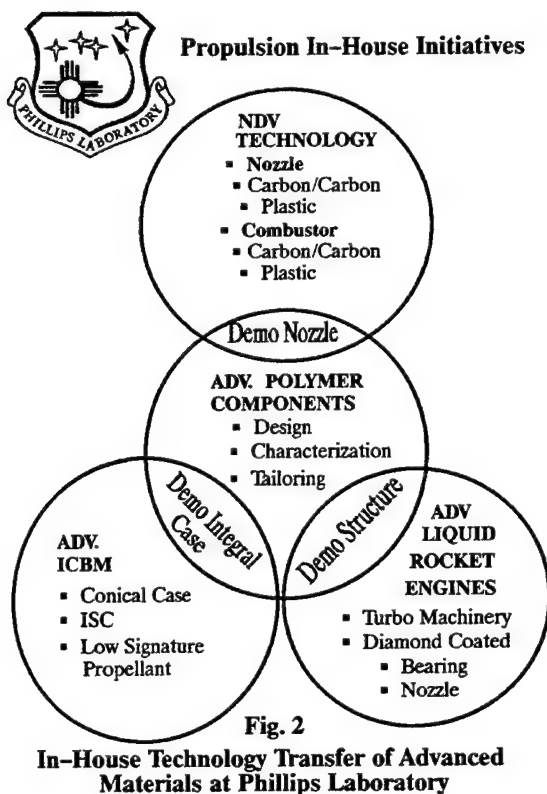 Propulsion In-House Initiatives
PHILLIPS LABORATORY
NDV
TECHNOLOGY
▪ Nozzle
▪ Carbon/Carbon
▪ Plastic
▪ Combustor
▪ Carbon/Carbon
▪ Plastic
Demo Nozzle
ADV. POLYMER
COMPONENTS
▪ Design
▪ Characterization
▪ Tailoring
Demo Integral
Case
Demo Structure
ADV.
ICBM
▪ Conical Case
▪ ISC
▪ Low Signature
Propellant
ADV
LIQUID
ROCKET
ENGINES
▪ Turbo Machinery
▪ Diamond Coated
▪ Bearing
▪ Nozzle
Fig. 2
In-House Technology Transfer of Advanced
Materials at Phillips Laboratory